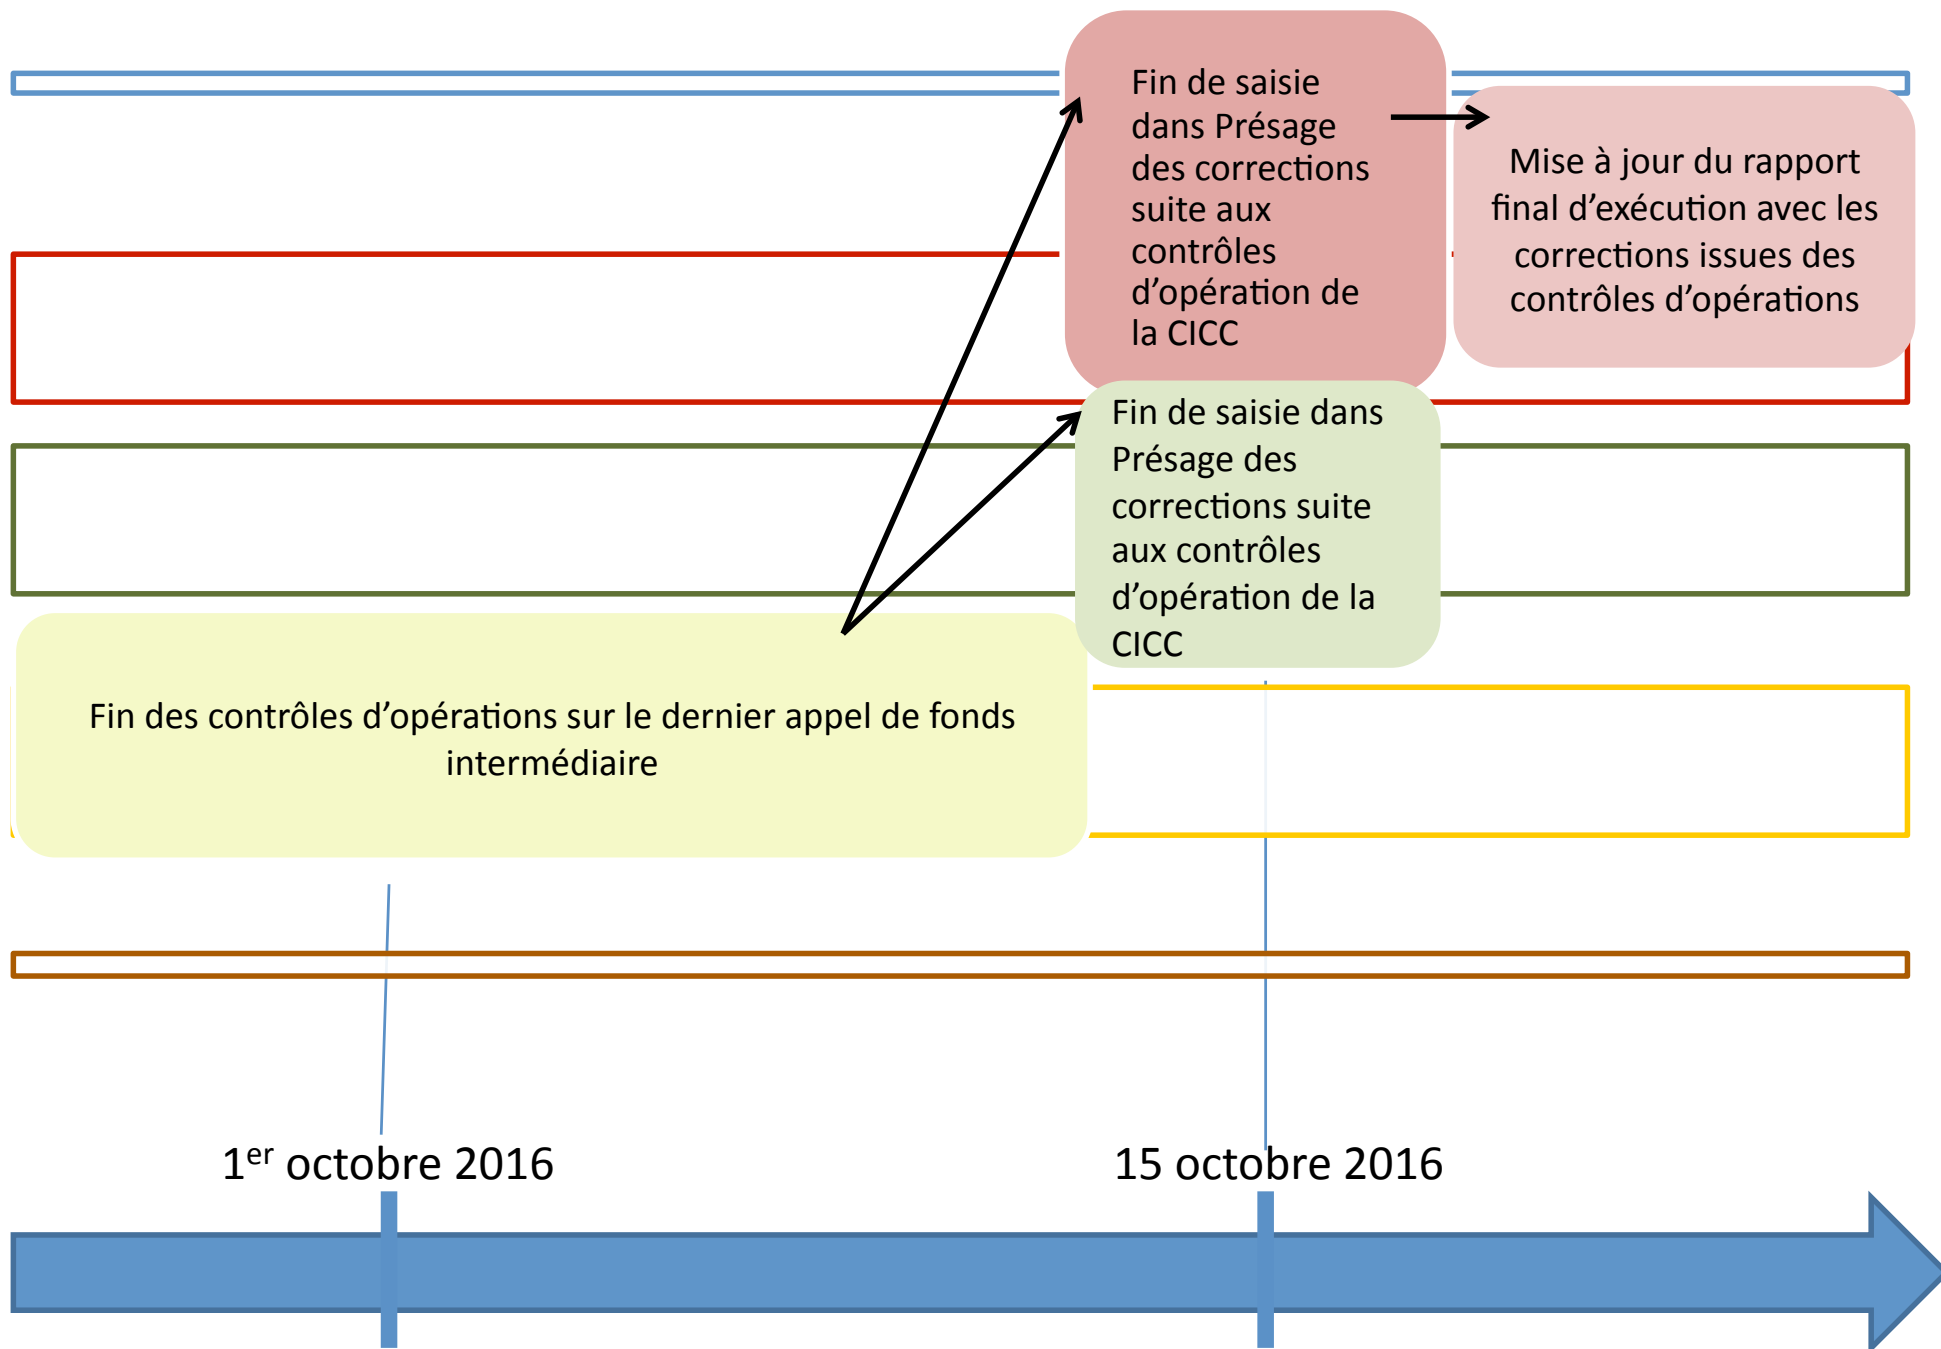 Fin de saisie
dans Présage
des corrections
suite aux
contrôles
d’opération de
la CICC
Mise à jour du rapport
final d’exécution avec les
corrections issues des
contrôles d’opérations
Fin de saisie dans
Présage des
corrections suite
aux contrôles
d’opération de la
CICC
Fin des contrôles d’opérations sur le dernier appel de fonds
intermédiaire
1er octobre 2016
15 octobre 2016